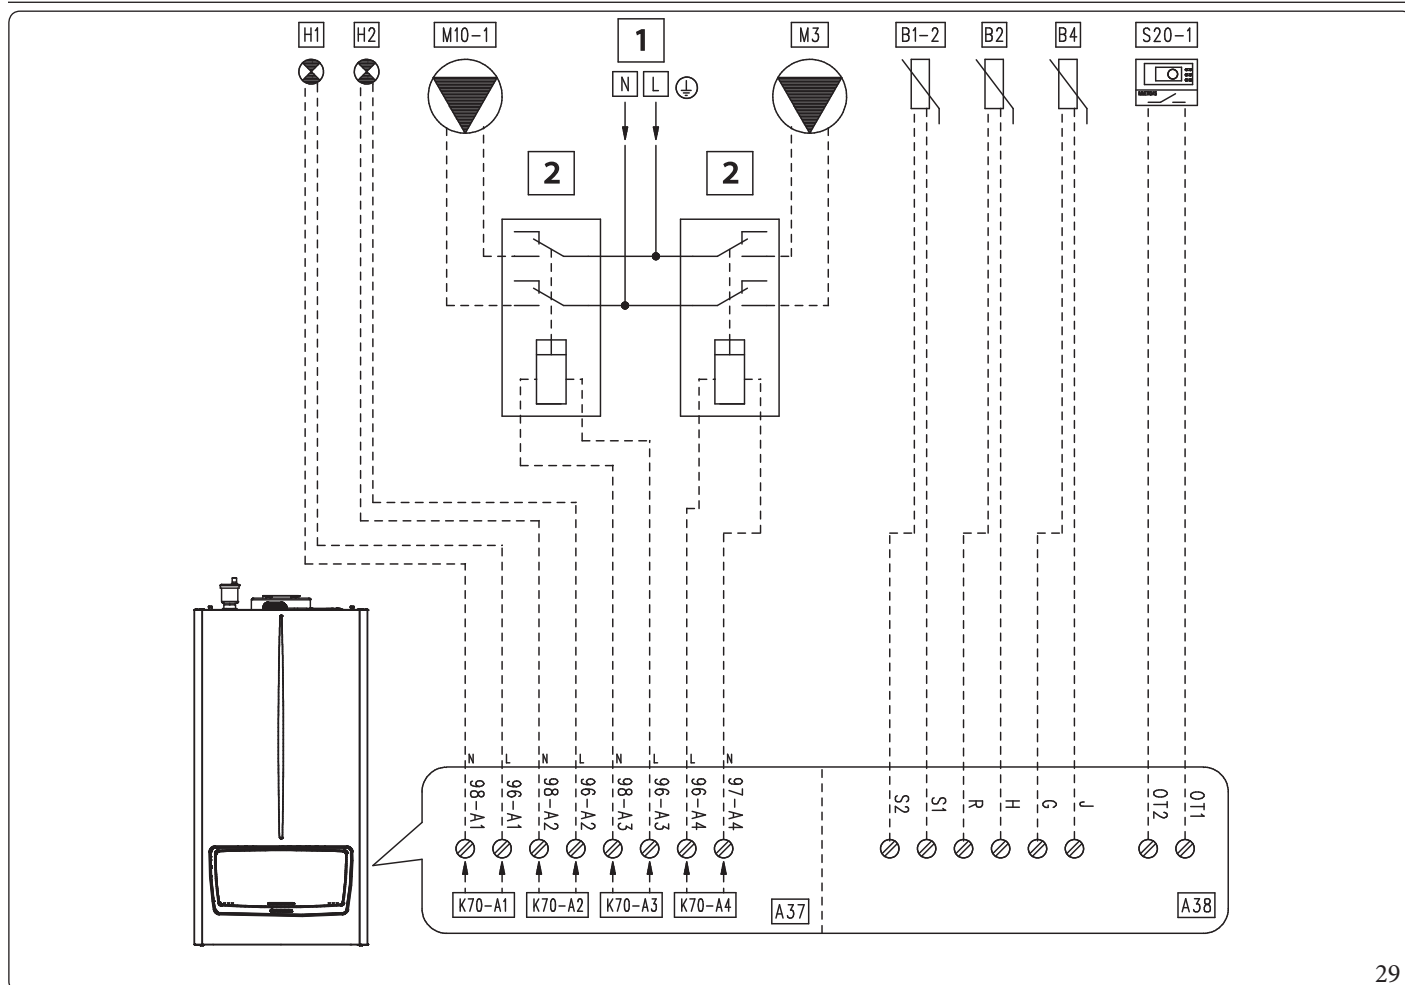 H1 H2 M10-1 1 M3 B1-2 B2 B4 S20-1
N L
2 2
N L N L N L L N
98-A1 96-A1 98-A2 96-A2 98-A3 96-A3 96-A4 97-A4 S2 S1 R H G J OT2 OT1
K70-A1 K70-A2 K70-A3 K70-A4 A37 A38
29